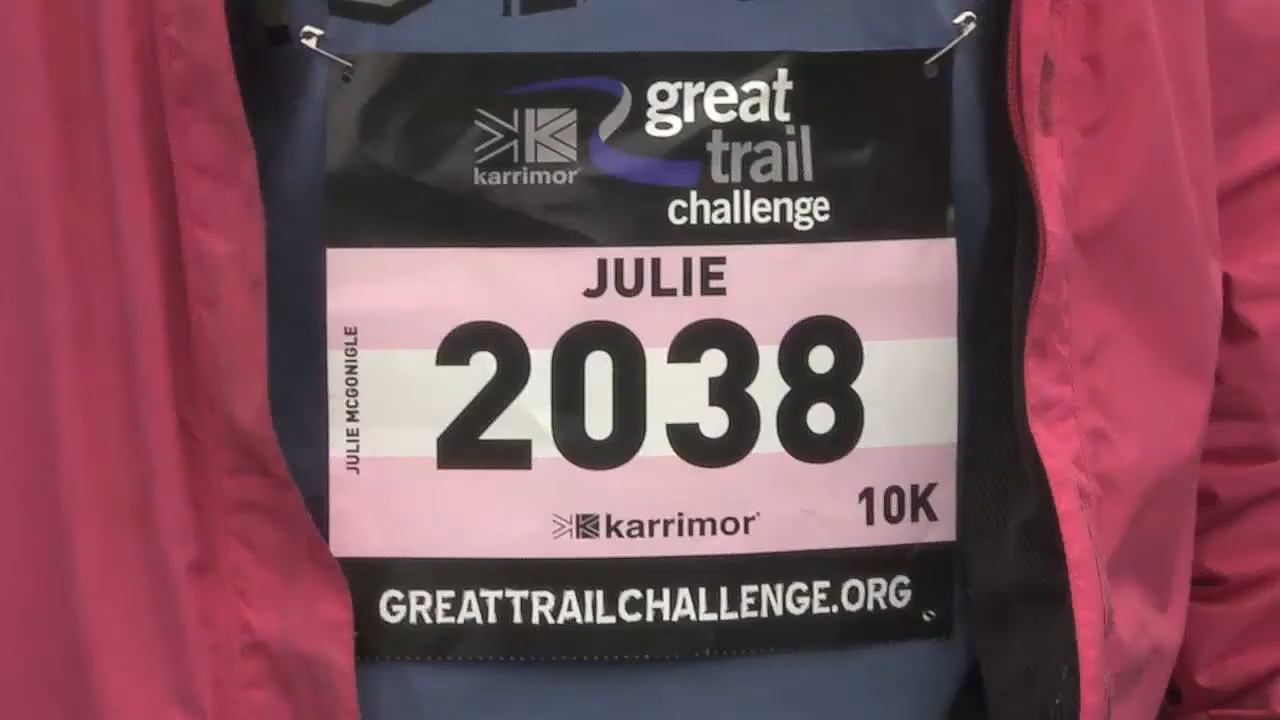 great
trail
karrimor
challenge
JULIE
2038
JULIE MCGONIGLE
10K
karrimor
GREATTRAILCHALLENGE.ORG